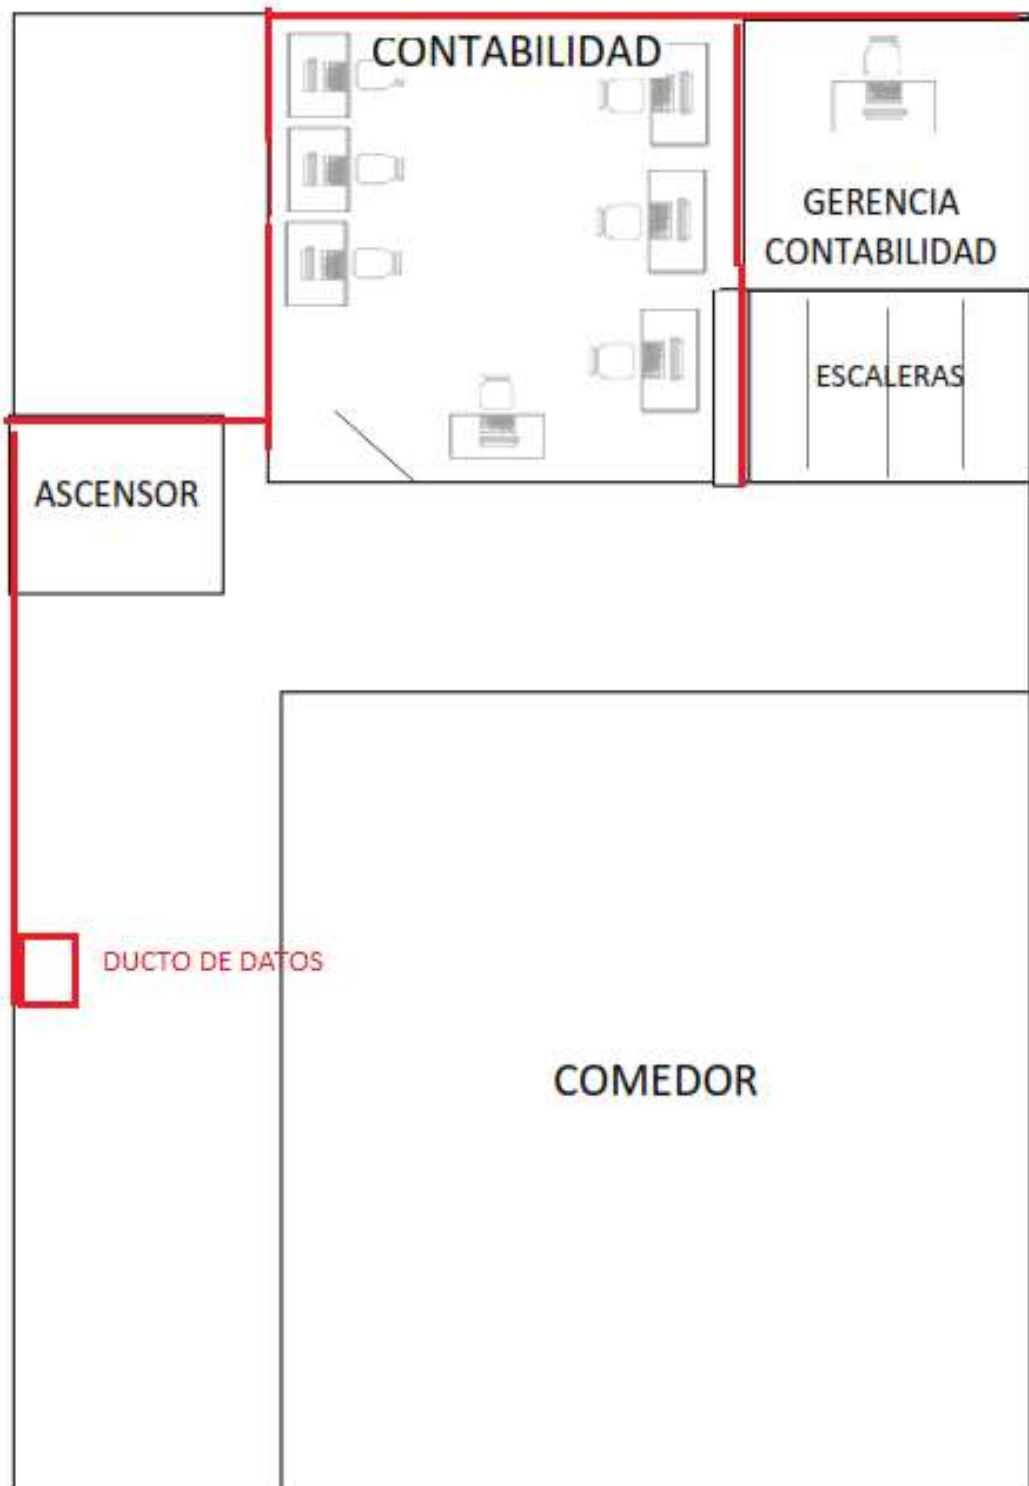 CONTABILIDAD
GERENCIA
CONTABILIDAD
ESCALERAS
ASCENSOR
DUCTO DE DATOS
COMEDOR